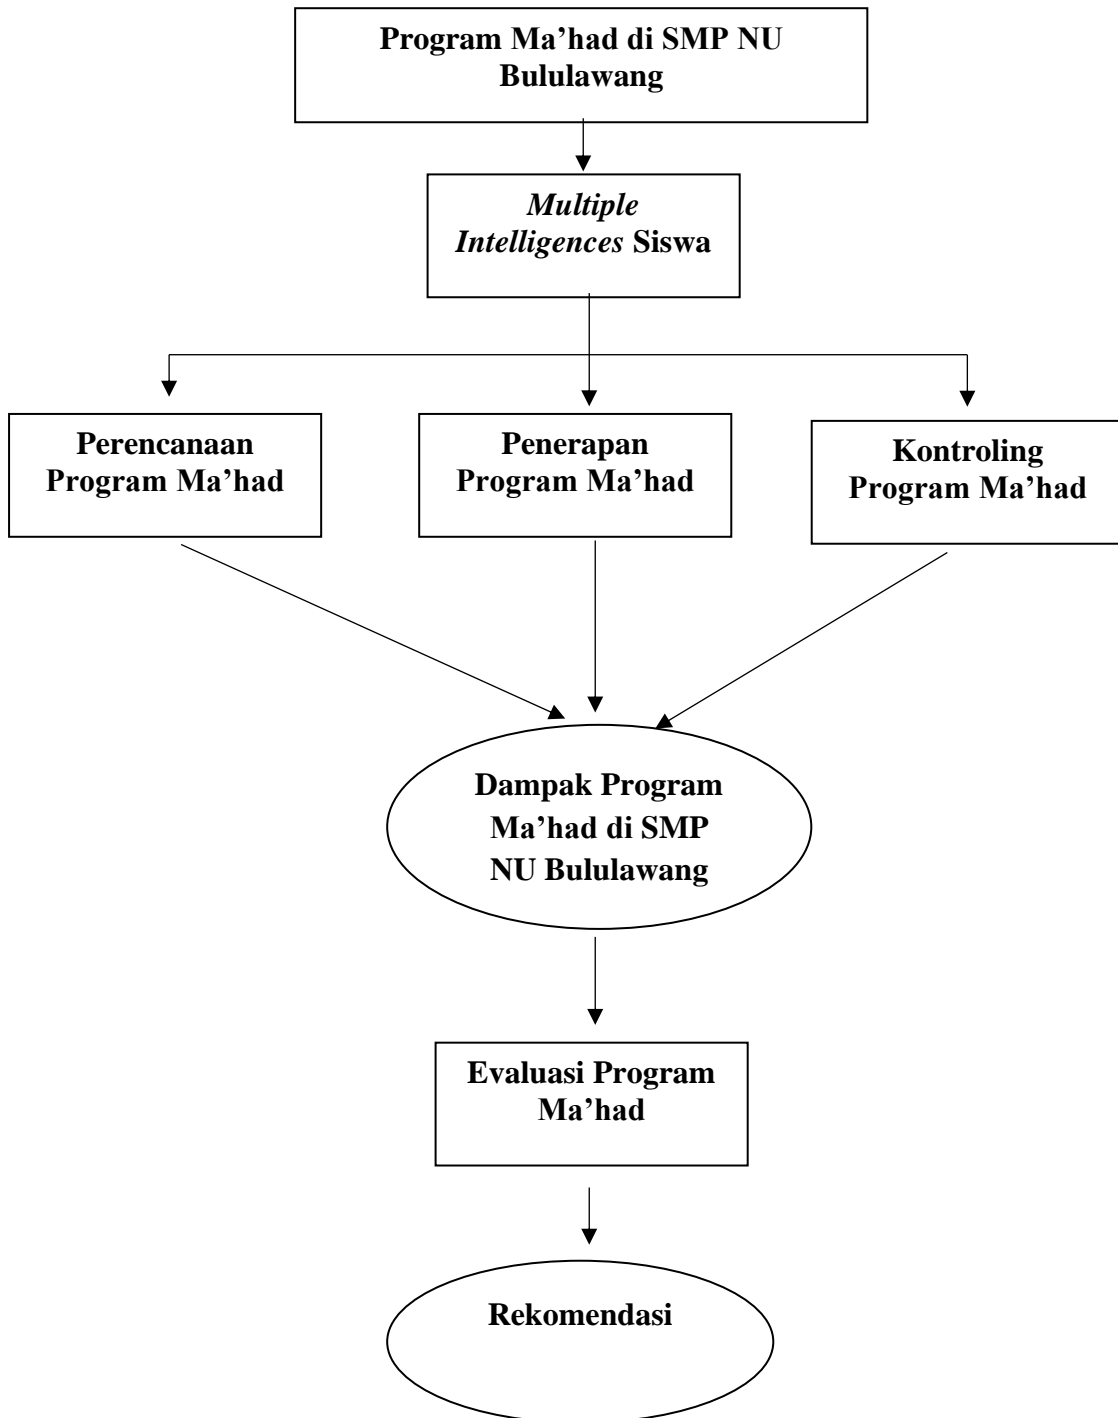 Program Ma’had di SMP NU
Bululawang
Multiple
Intelligences Siswa
Perencanaan
Program Ma’had
Penerapan
Program Ma’had
Kontroling
Program Ma’had
Dampak Program
Ma’had di SMP
NU Bululawang
Evaluasi Program
Ma’had
Rekomendasi